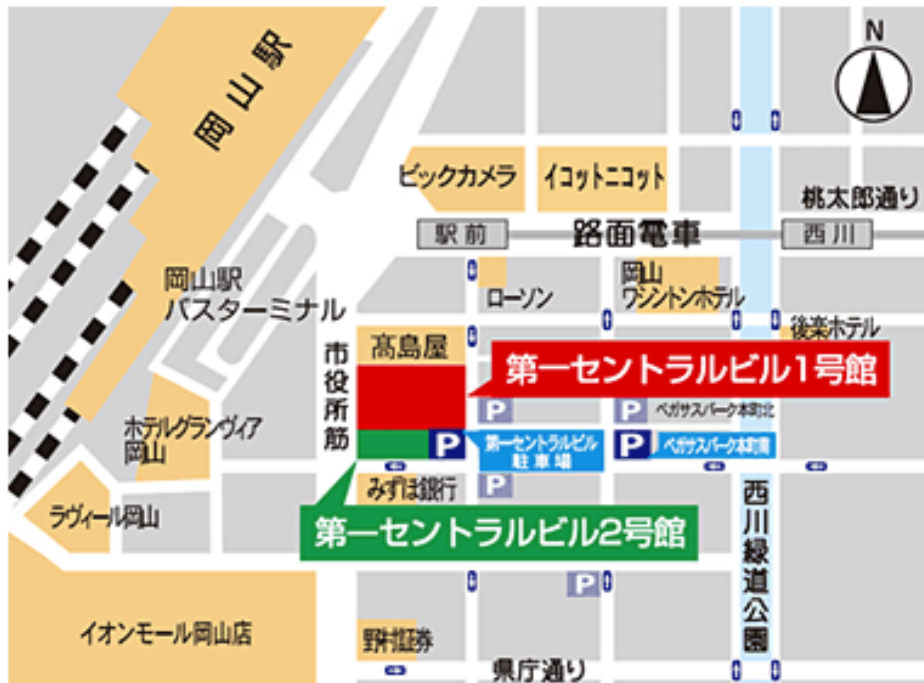 岡山駅
N
ビックカメラ
イコットニコット
桃太郎通り
駅前
路面電車
西川
岡山駅
バスターミナル
ローソン
岡山
ワシントンホテル
後楽ホテル
市役所筋
髙島屋
第一セントラルビル1号館
P
P
ペガサスパーク本町北
ホテルグランヴィア
岡山
P
第一セントラルビル
駐車場
P
ペガサスパーク本町南
みずほ銀行
P
ラヴィール岡山
第一セントラルビル2号館
西川緑道公園
P
イオンモール岡山店
野村証券
県庁通り